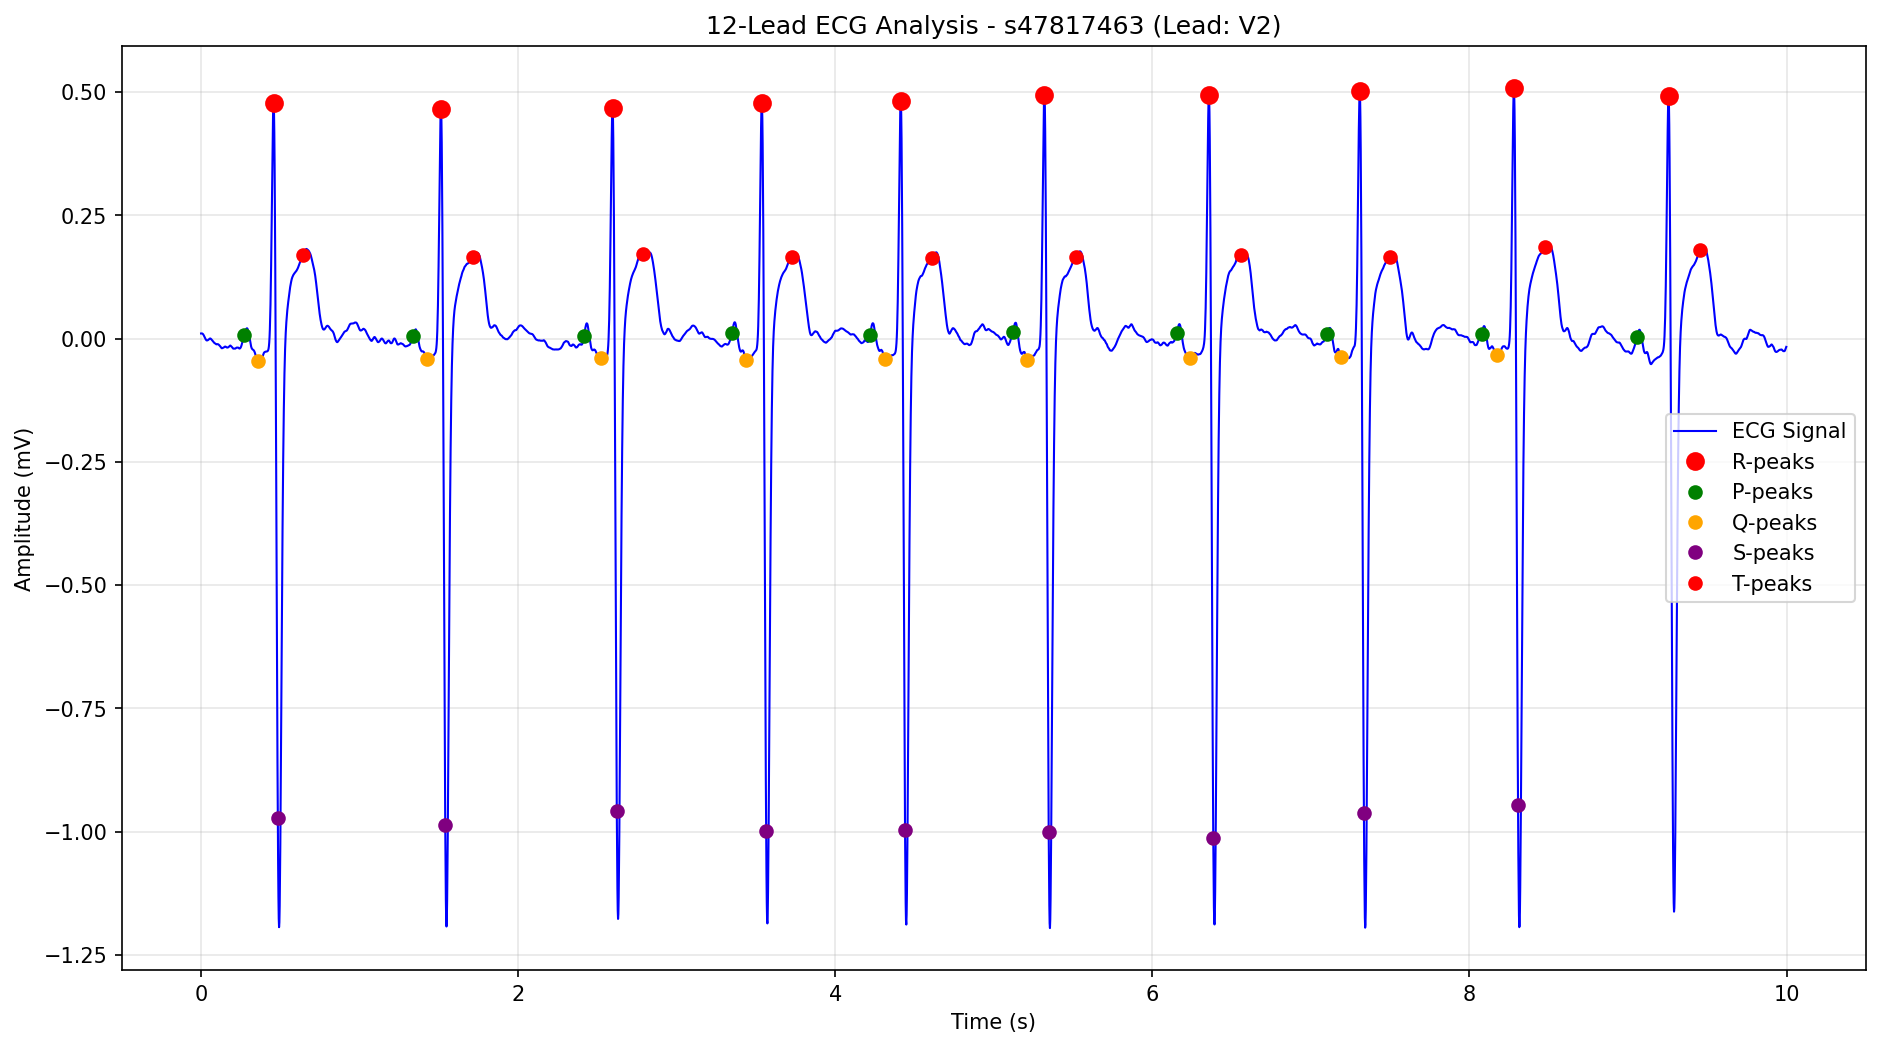 12-Lead ECG Analysis - s47817463 (Lead: V2)
Amplitude (mV)
0.50
0.25
0.00
−0.25
−0.50
−0.75
−1.00
−1.25
ECG Signal
R-peaks
P-peaks
Q-peaks
S-peaks
T-peaks
0 2 4 6 8 10
Time (s)